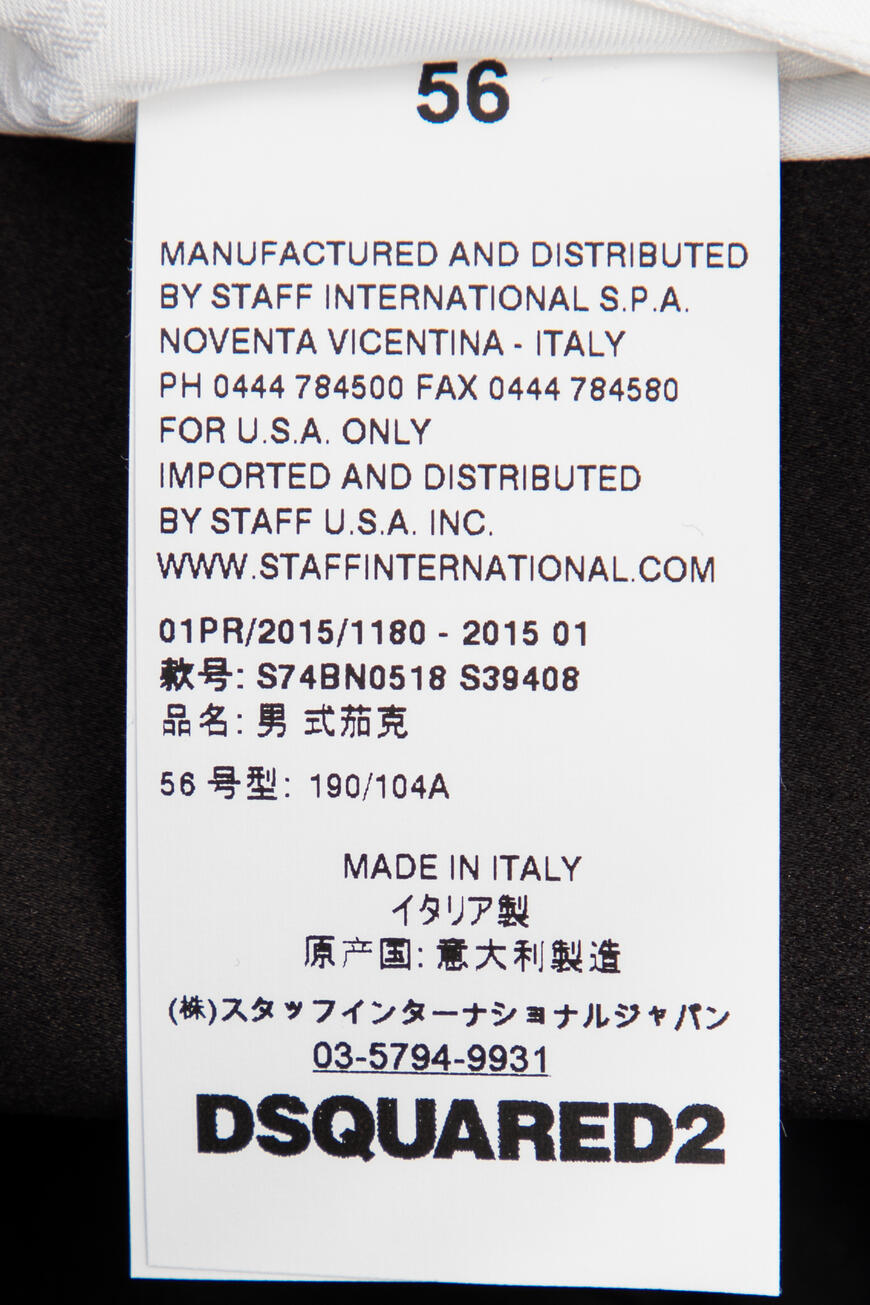 56
MANUFACTURED AND DISTRIBUTED
BY STAFF INTERNATIONAL S.P.A.
NOVENTA VICENTINA - ITALY
PH 0444 784500 FAX 0444 784580
FOR U.S.A. ONLY
IMPORTED AND DISTRIBUTED
BY STAFF U.S.A. INC.
WWW.STAFFINTERNATIONAL.COM
01PR/2015/1180 - 2015 01
款号: S74BN0518 S39408
品名: 男 式茄克
56 号型: 190/104A
MADE IN ITALY
イタリア製
原产国: 意大利製造
(株)スタッフインターナショナルジャパン
03-5794-9931
DSQUARED2